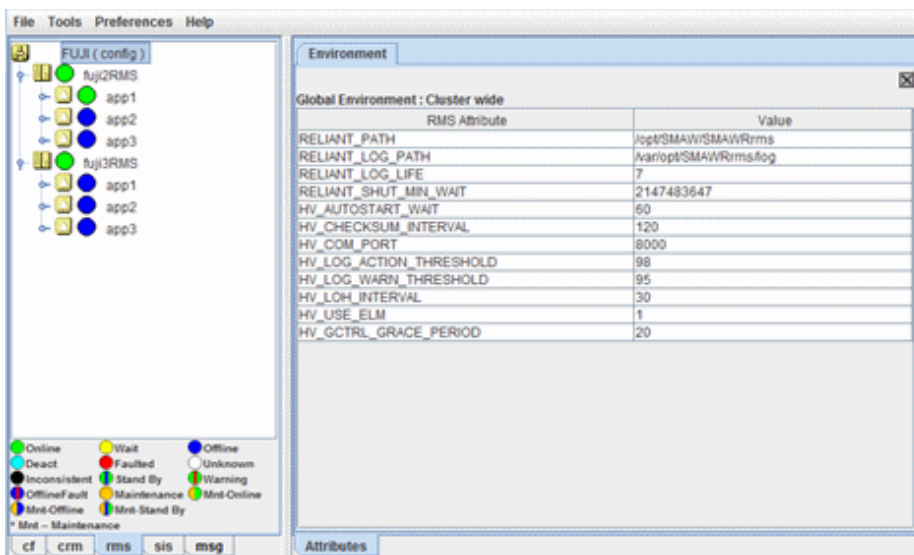 File Tools Preferences Help
FUJI ( config )
fuji2RMS
app1
app2
app3
fuji3RMS
app1
app2
app3
Online Wait Offline
Deact Faulted Unknown
Inconsistent Stand By Warning
OfflineFault Maintenance Mnt-Online
Mnt-Offline Mnt-Stand By
* Mnt – Maintenance
cf crm rms sis msg
Environment
Global Environment : Cluster wide
RMS Attribute Value
RELIANT_PATH /opt/SMAW/SMAWRrms
RELIANT_LOG_PATH /var/opt/SMAWRrms/log
RELIANT_LOG_LIFE 7
RELIANT_SHUT_MIN_WAIT 2147483647
HV_AUTOSTART_WAIT 60
HV_CHECKSUM_INTERVAL 120
HV_COM_PORT 8000
HV_LOG_ACTION_THRESHOLD 98
HV_LOG_WARN_THRESHOLD 95
HV_LOH_INTERVAL 30
HV_USE_ELM 1
HV_GCTRL_GRACE_PERIOD 20
Attributes